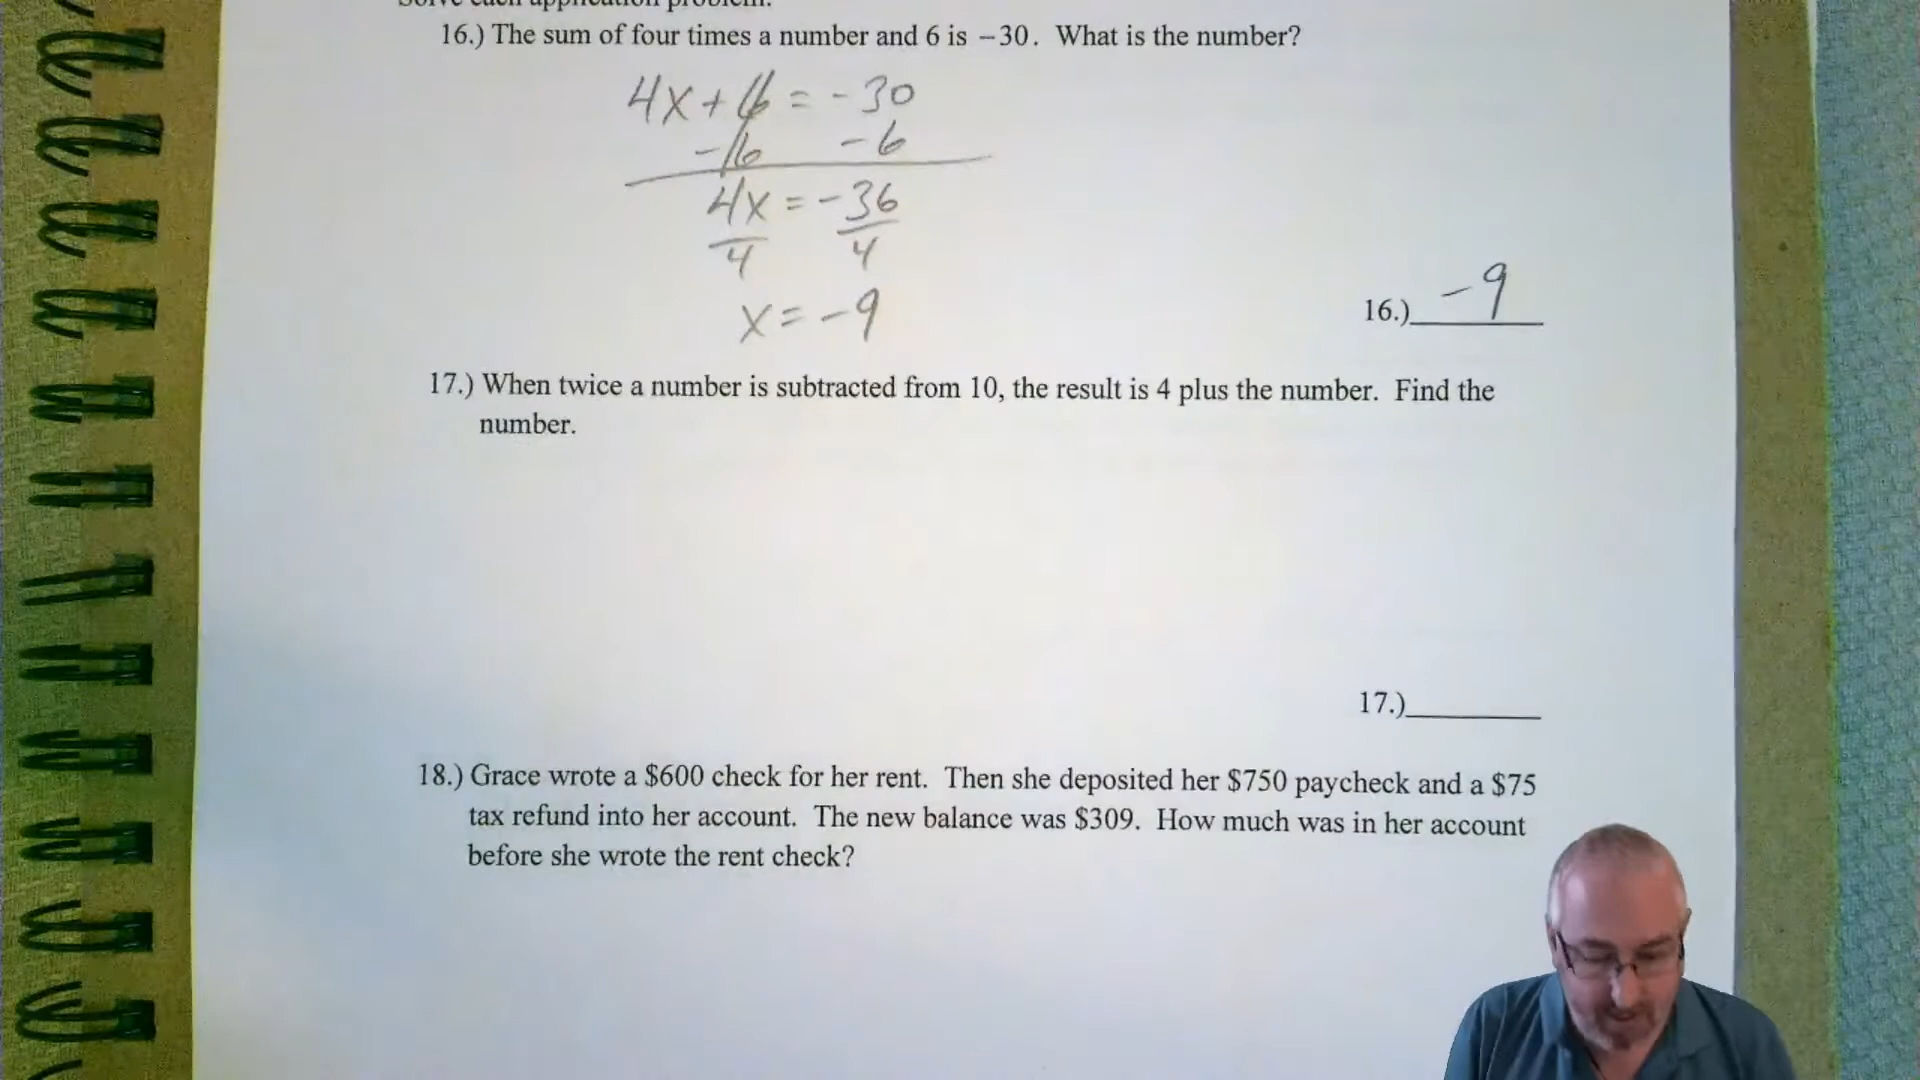 Solve each application problem.
16.) The sum of four times a number and 6 is −30. What is the number?
4x + 6 = -30
-6 -6
4x = -36
4 4
x = -9
16.) -9
17.) When twice a number is subtracted from 10, the result is 4 plus the number. Find the
number.
17.)
18.) Grace wrote a $600 check for her rent. Then she deposited her $750 paycheck and a $75
tax refund into her account. The new balance was $309. How much was in her account
before she wrote the rent check?